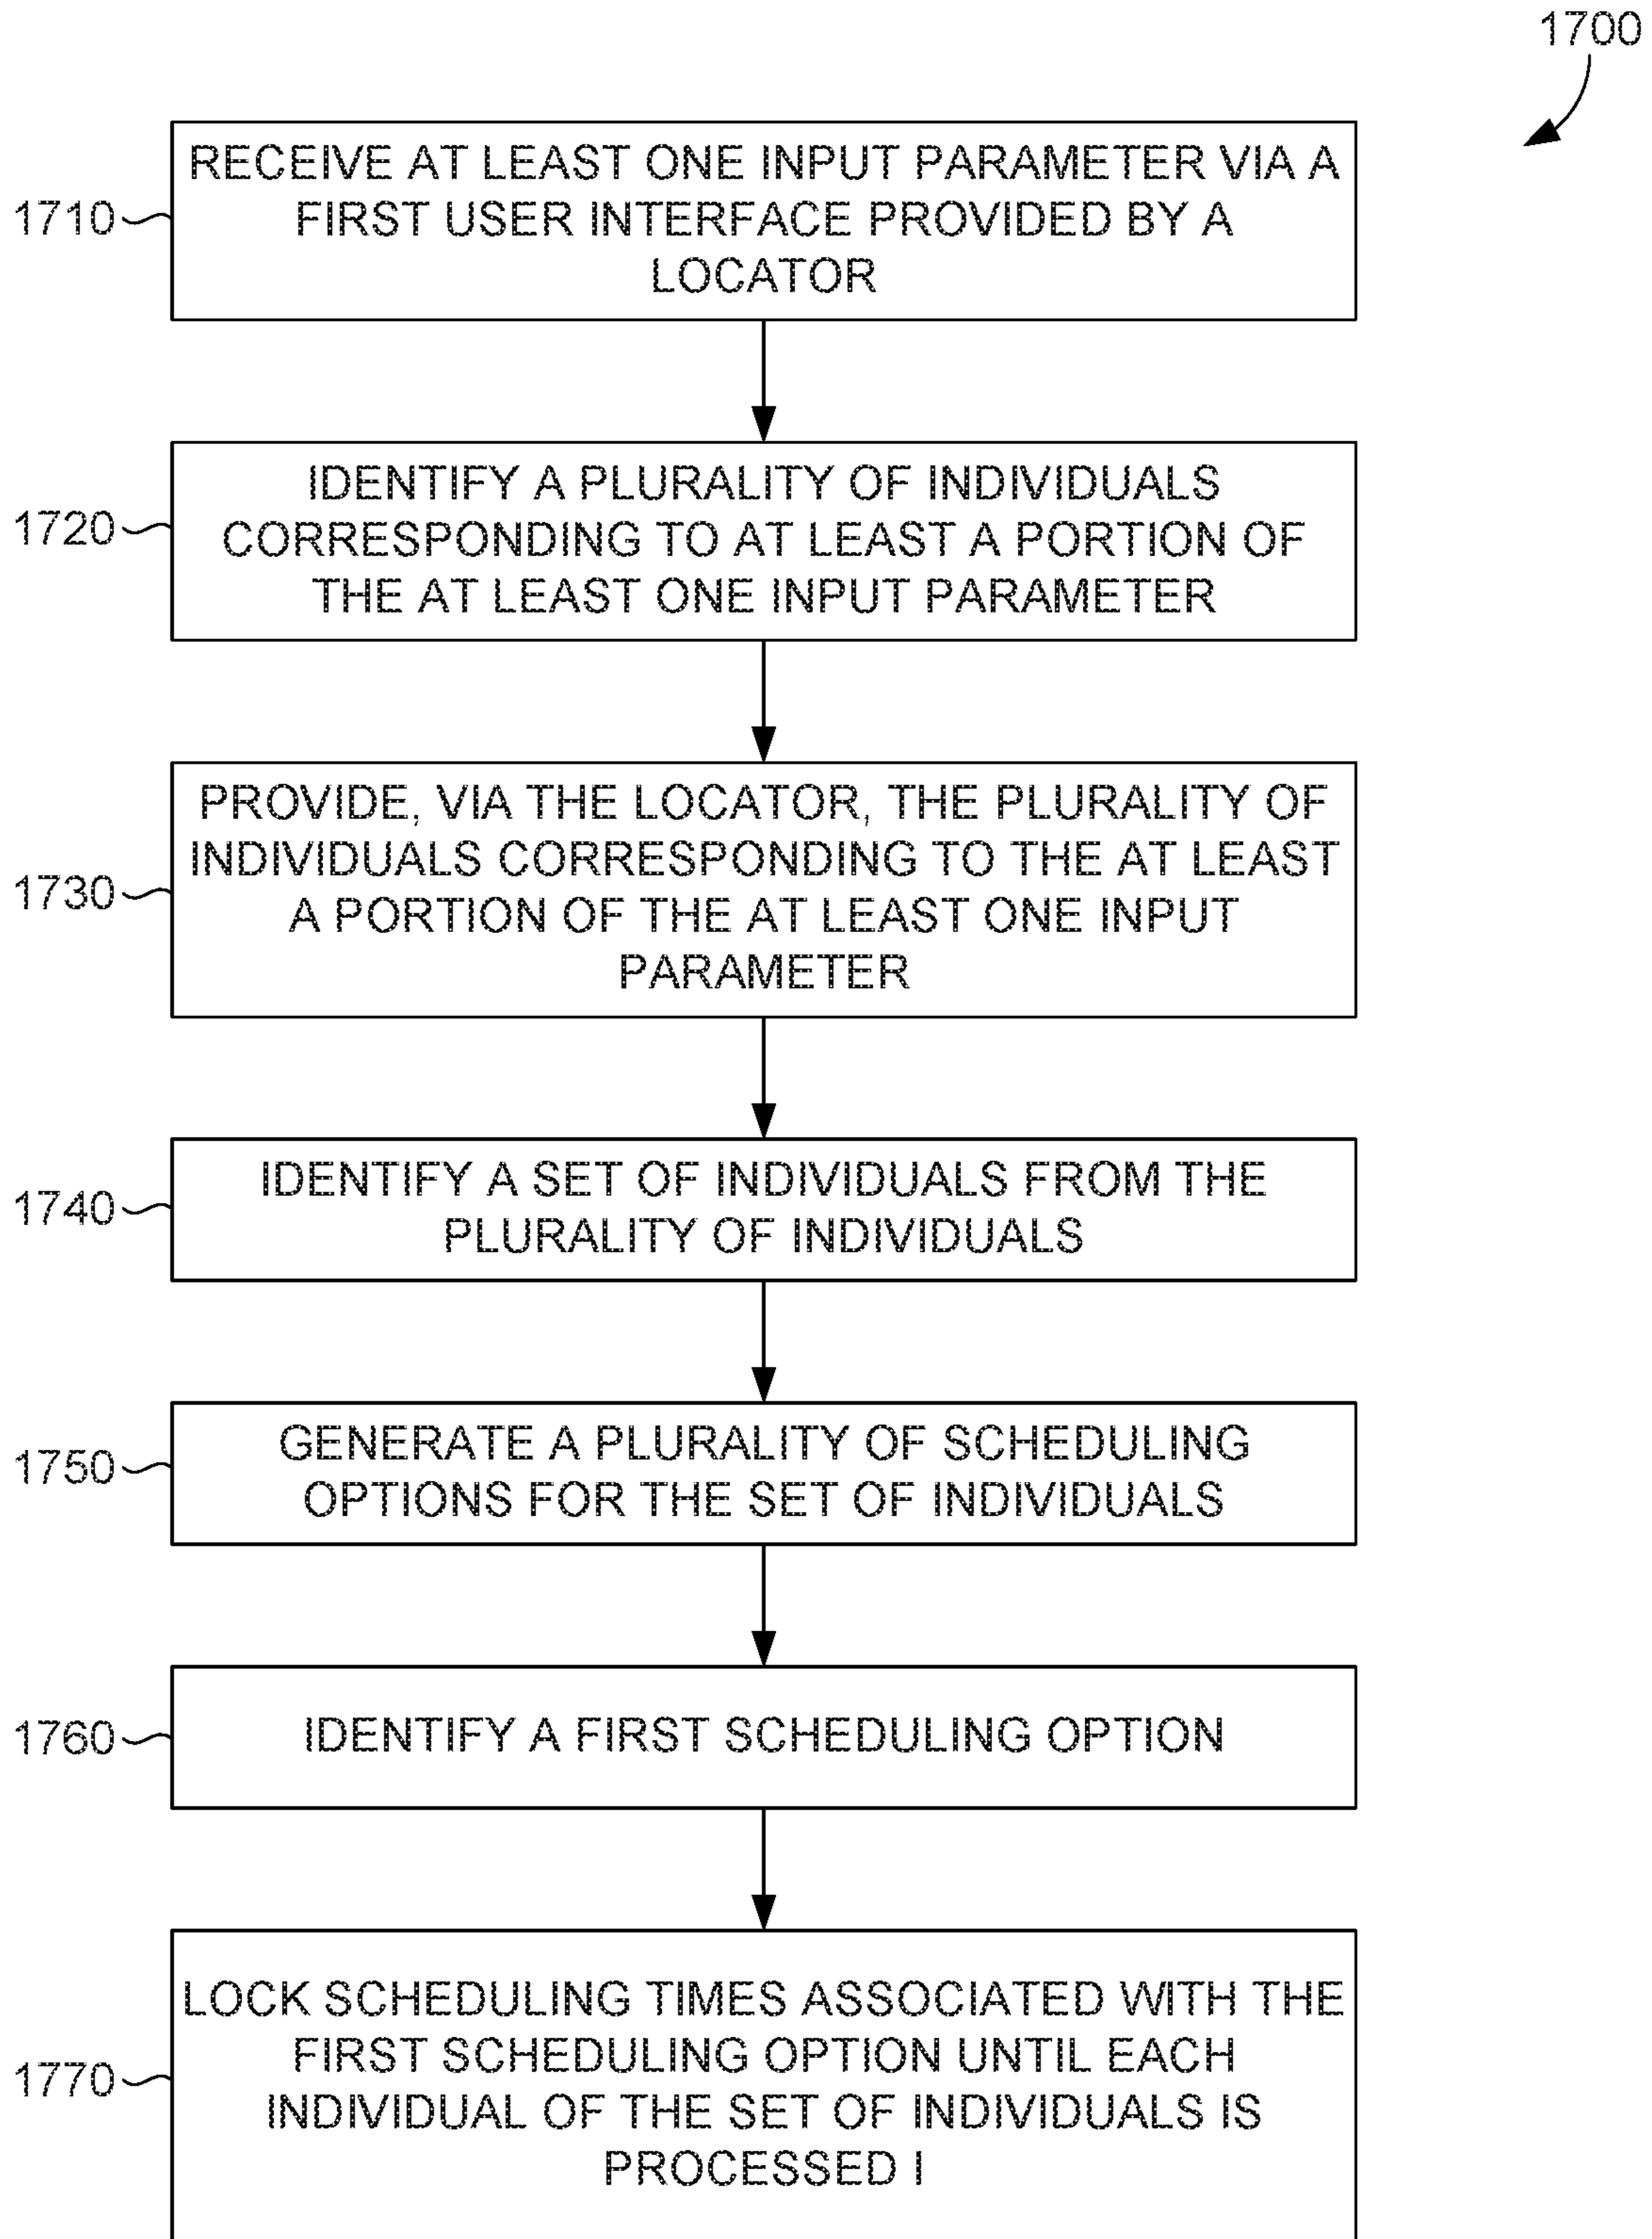 1700
RECEIVE AT LEAST ONE INPUT PARAMETER VIA A
FIRST USER INTERFACE PROVIDED BY A
LOCATOR
1710
IDENTIFY A PLURALITY OF INDIVIDUALS
CORRESPONDING TO AT LEAST A PORTION OF
THE AT LEAST ONE INPUT PARAMETER
1720
PROVIDE, VIA THE LOCATOR, THE PLURALITY OF
INDIVIDUALS CORRESPONDING TO THE AT LEAST
A PORTION OF THE AT LEAST ONE INPUT
PARAMETER
1730
IDENTIFY A SET OF INDIVIDUALS FROM THE
PLURALITY OF INDIVIDUALS
1740
GENERATE A PLURALITY OF SCHEDULING
OPTIONS FOR THE SET OF INDIVIDUALS
1750
IDENTIFY A FIRST SCHEDULING OPTION
1760
LOCK SCHEDULING TIMES ASSOCIATED WITH THE
FIRST SCHEDULING OPTION UNTIL EACH
INDIVIDUAL OF THE SET OF INDIVIDUALS IS
PROCESSED I
1770